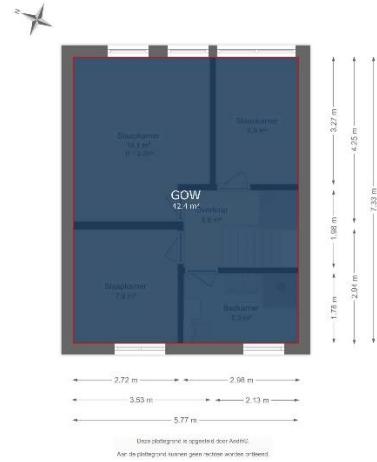 N
Slaapkamer
Slaapkamer
GOW
42.4 m²
Overloop
Slaapkamer
7.9 m²
Badkamer
3.27 m
4.25 m
7.33 m
1.98 m
2.94 m
1.78 m
2.72 m
2.98 m
3.53 m
2.13 m
5.77 m
Deze plattegrond is opgesteld door
Aan de plattegrond kunnen geen rechten worden ontleend.